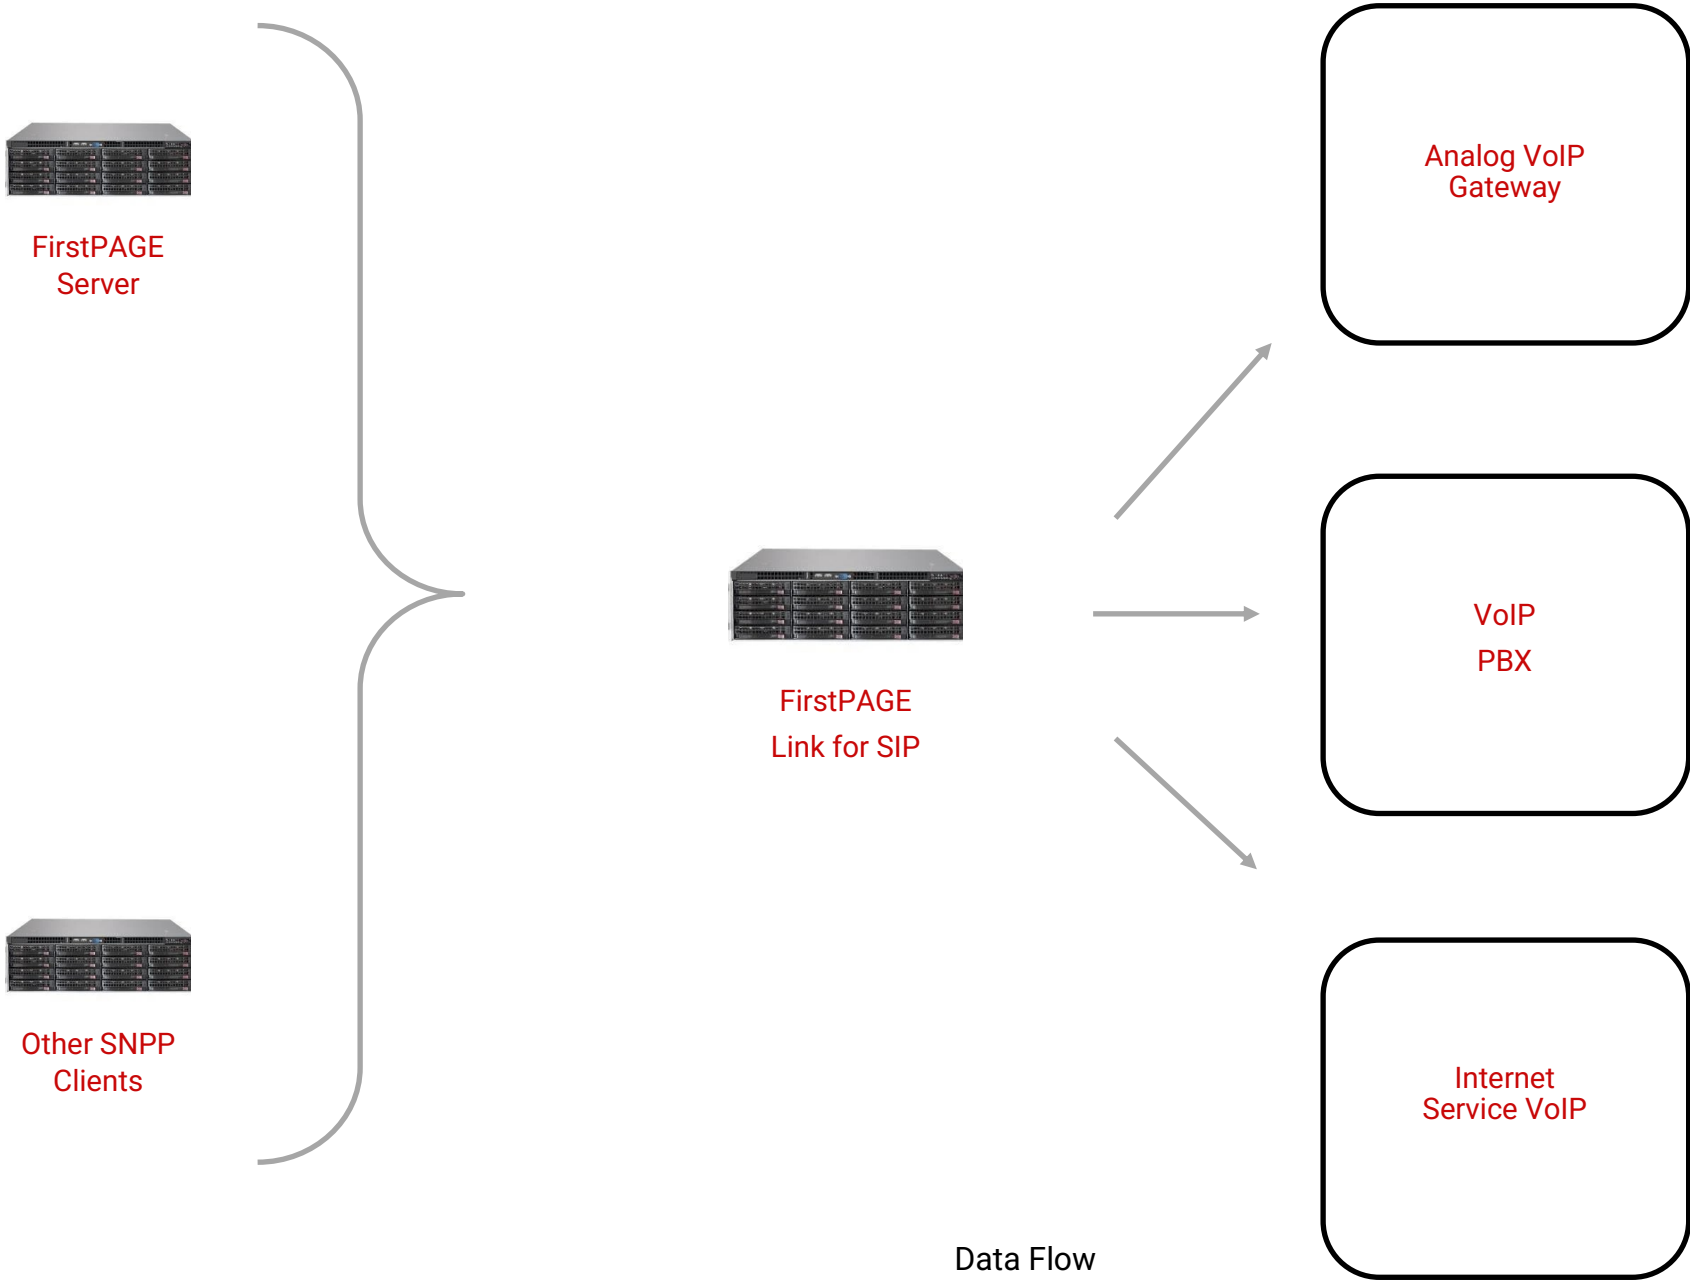 FirstPAGE
Server
Other SNPP
Clients
FirstPAGE
Link for SIP
Analog VoIP
Gateway
VoIP
PBX
Internet
Service VoIP
Data Flow